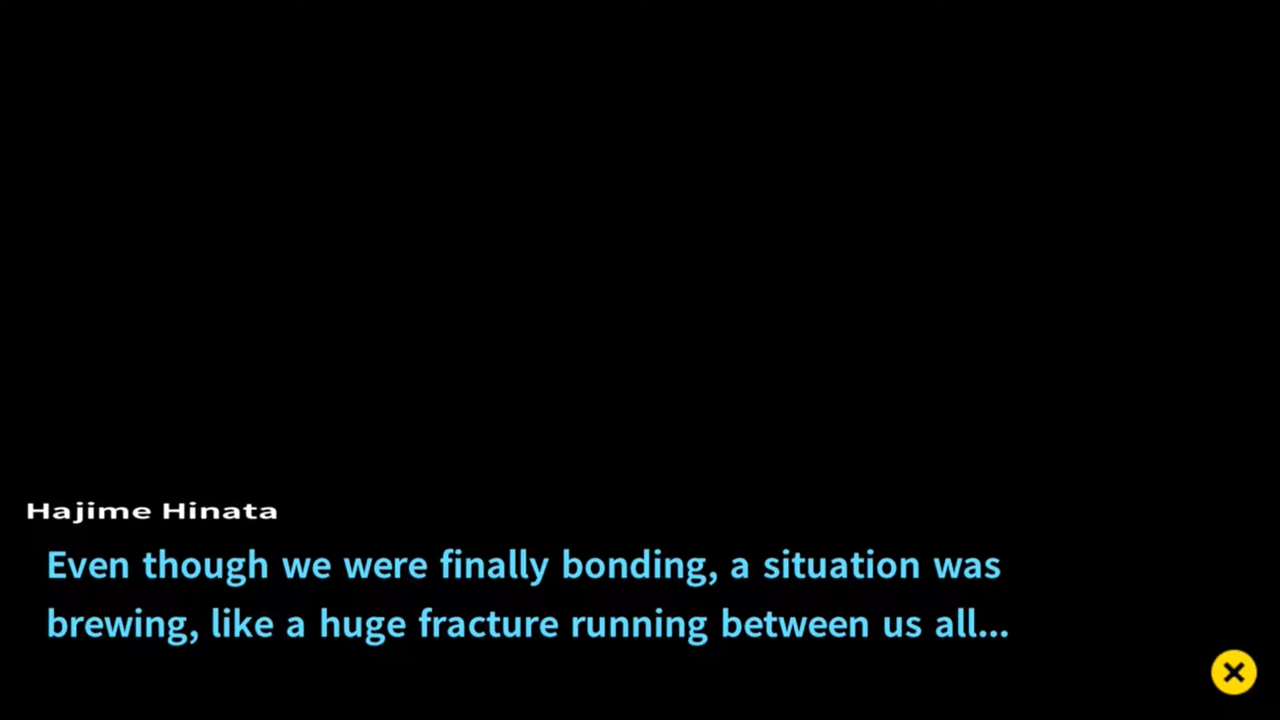 Hajime Hinata
Even though we were finally bonding, a situation was
brewing, like a huge fracture running between us all...